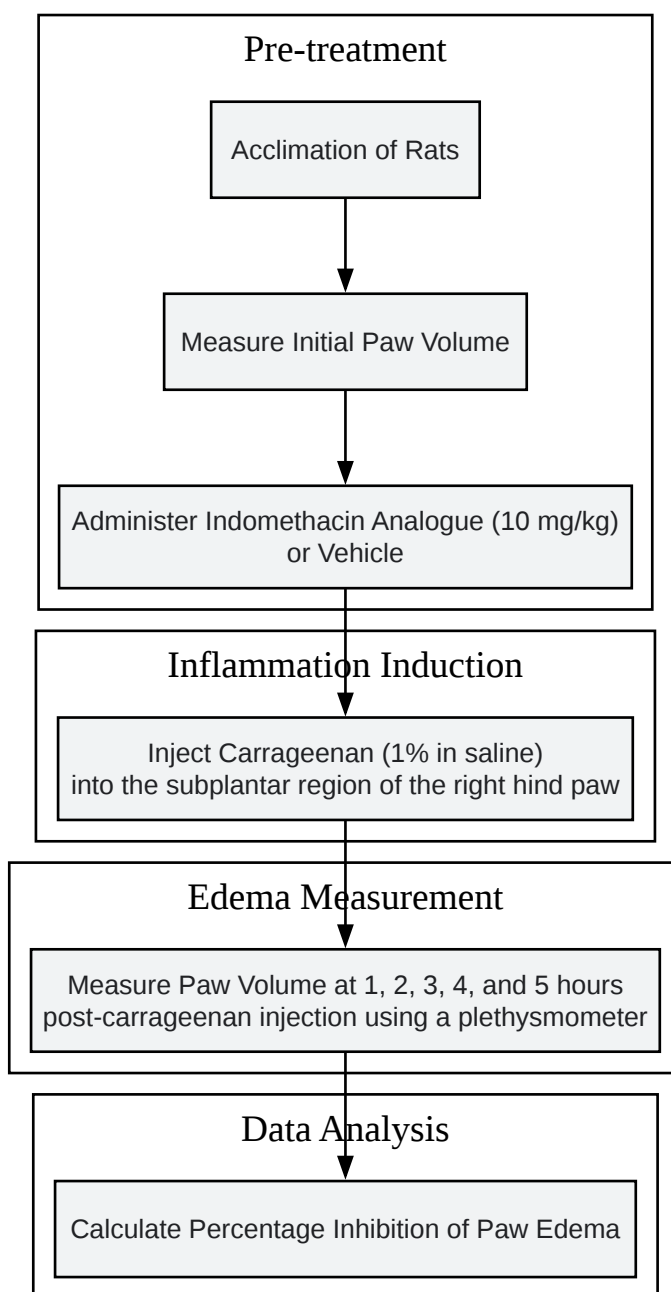 Pre-treatment
Acclimation of Rats
Measure Initial Paw Volume
Administer Indomethacin Analogue (10 mg/kg)
or Vehicle
Inflammation Induction
Inject Carrageenan (1% in saline)
into the subplantar region of the right hind paw
Edema Measurement
Measure Paw Volume at 1, 2, 3, 4, and 5 hours
post-carrageenan injection using a plethysmometer
Data Analysis
Calculate Percentage Inhibition of Paw Edema